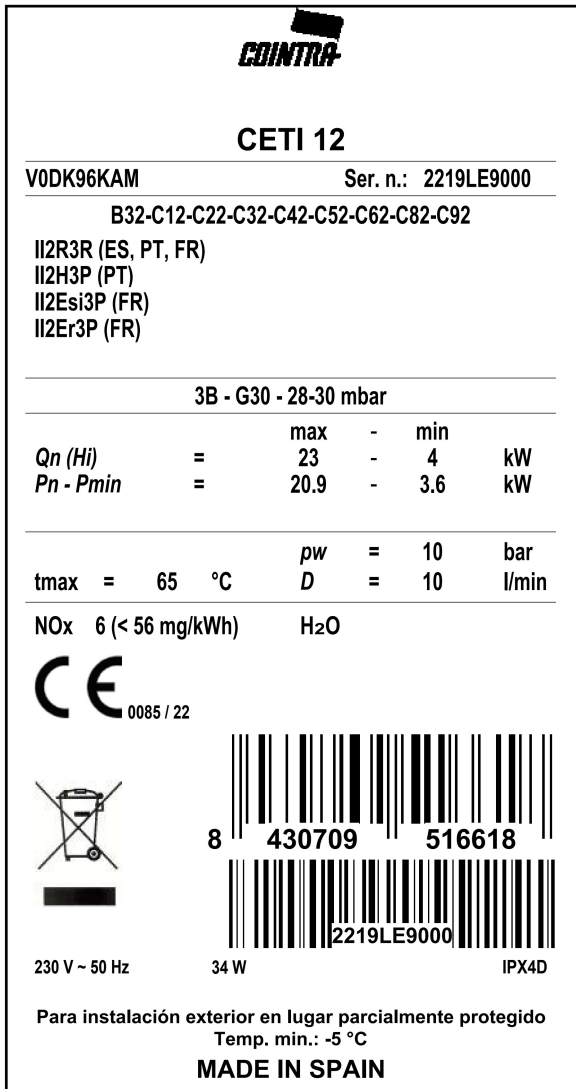 COINTRA
CETI 12
V0DK96KAM Ser. n.: 2219LE9000
B32-C12-C22-C32-C42-C52-C62-C82-C92
II2R3R (ES, PT, FR)
II2H3P (PT)
II2Esi3P (FR)
II2Er3P (FR)
3B - G30 - 28-30 mbar
max - min
Qn (Hi) = 23 - 4 kW
Pn - Pmin = 20.9 - 3.6 kW
pw = 10 bar
tmax = 65 °C D = 10 l/min
NOx 6 (< 56 mg/kWh) H₂O
CE 0085 / 22
8 430709 516618
2219LE9000
230 V ~ 50 Hz 34 W IPX4D
Para instalación exterior en lugar parcialmente protegido
Temp. min.: -5 °C
MADE IN SPAIN